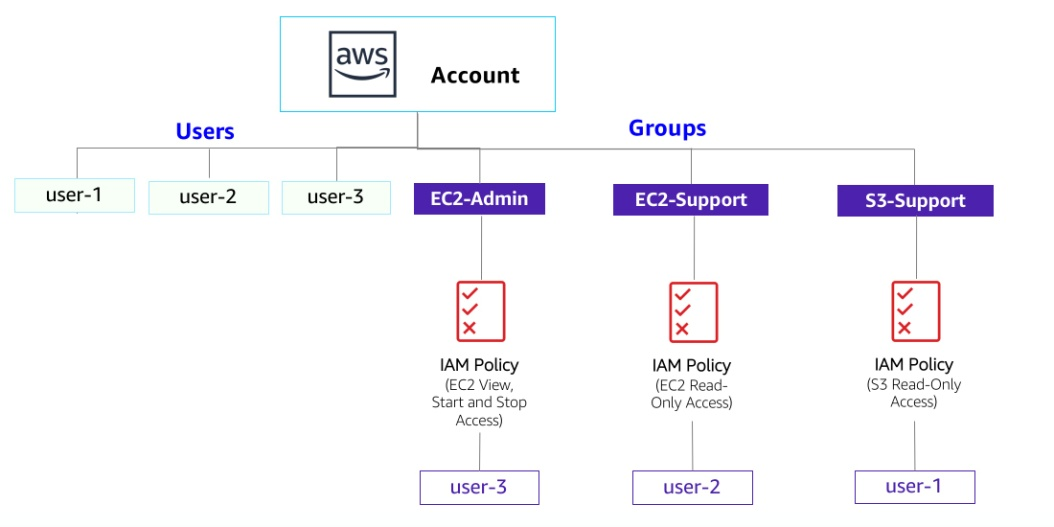 aws
Account
Users
Groups
user-1
user-2
user-3
EC2-Admin
EC2-Support
S3-Support
IAM Policy
(EC2 View,
Start and Stop
Access)
IAM Policy
(EC2 Read-
Only Access)
IAM Policy
(S3 Read-Only
Access)
user-3
user-2
user-1